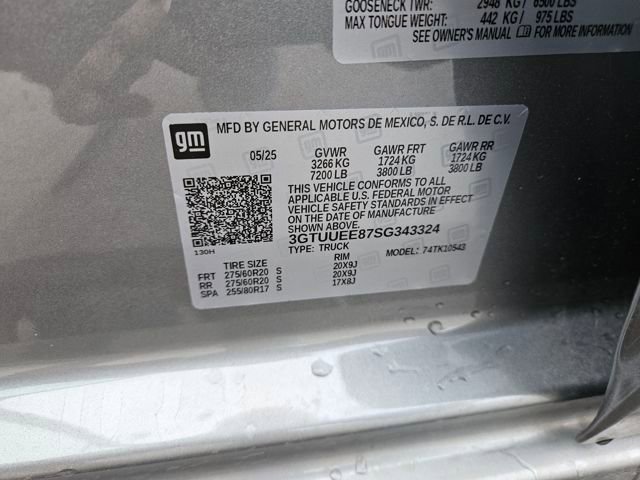 GOOSENECK TWR: 2948 KG / 6500 LBS
MAX TONGUE WEIGHT: 442 KG / 975 LBS
SEE OWNER'S MANUAL FOR MORE INFORMATION
gm
MFD BY GENERAL MOTORS DE MEXICO, S. DE R.L. DE C.V.
05/25 GVWR GAWR FRT GAWR RR
3266 KG 1724 KG 1724 KG
7200 LB 3800 LB 3800 LB
THIS VEHICLE CONFORMS TO ALL
APPLICABLE U.S. FEDERAL MOTOR
VEHICLE SAFETY STANDARDS IN EFFECT
ON THE DATE OF MANUFACTURE SHOWN ABOVE.
3GTUUEE87SG343324
130H TYPE: TRUCK MODEL: 74TK10543
TIRE SIZE RIM
FRT 275/60R20 S 20X9J
RR 275/60R20 S 20X9J
SPA 255/80R17 S 17X8J